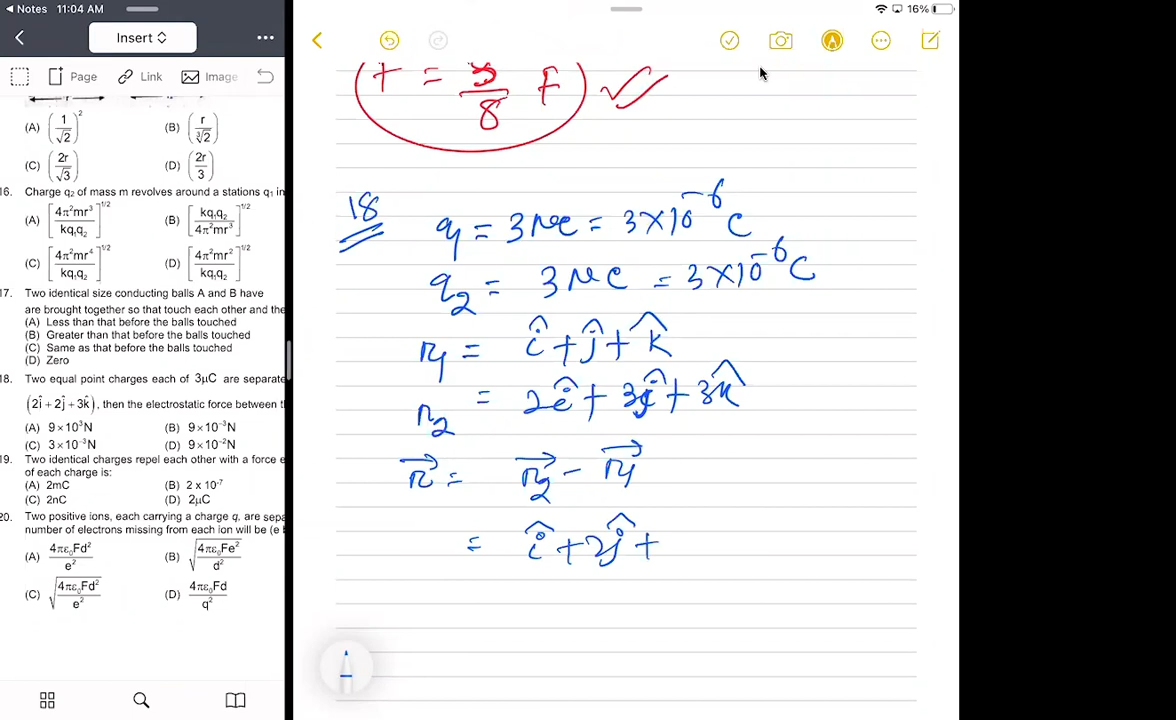 Notes 11:04 AM
16%
Insert
Page Link Image
(A) (1/√2)² (B) (r/∛2)
(C) (2r/√3) (D) (2r/3)
16. Charge q₂ of mass m revolves around a stations q₁ in
(A) [4π²mr³/kq₁q₂]^1/2 (B) [kq₁q₂/4π²mr³]^1/2
(C) [4π²mr⁴/kq₁q₂]^1/2 (D) [4π²mr²/kq₁q₂]^1/2
17. Two identical size conducting balls A and B have
are brought together so that touch each other and the
(A) Less than that before the balls touched
(B) Greater than that before the balls touched
(C) Same as that before the balls touched
(D) Zero
18. Two equal point charges each of 3μC are separate
(2î + 2ĵ + 3k̂), then the electrostatic force between t
(A) 9×10³N (B) 9×10⁻³N
(C) 3×10⁻³N (D) 9×10⁻²N
19. Two identical charges repel each other with a force e
of each charge is:
(A) 2mC (B) 2 x 10⁻⁷
(C) 2nC (D) 2μC
20. Two positive ions, each carrying a charge q, are sepa
number of electrons missing from each ion will be (e b
(A) 4πε₀Fd²/e² (B) √(4πε₀Fe²/d²)
(C) √(4πε₀Fd²/e²) (D) 4πε₀Fd/q²
18
q₁ = 3μC = 3×10⁻⁶ C
q₂ = 3μC = 3×10⁻⁶ C
r₁ = î + ĵ + k̂
r₂ = 2î + 3ĵ + 3k̂
r⃗ = r⃗₂ - r⃗₁
= î + 2ĵ +